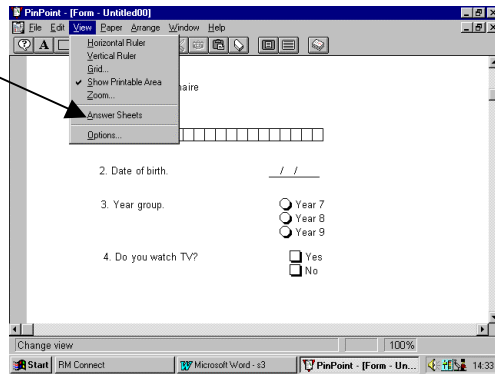 PinPoint - [Form - Untitled00]
File Edit View Paper Arrange Window Help
A
Horizontal Ruler
Vertical Ruler
Grid...
Show Printable Area
Zoom...
Answer Sheets
Options...
aire
2. Date of birth. / /
3. Year group. Year 7
Year 8
Year 9
4. Do you watch TV? Yes
No
Change view 100%
Start RM Connect Microsoft Word - s3 PinPoint - [Form - Un... 14:33